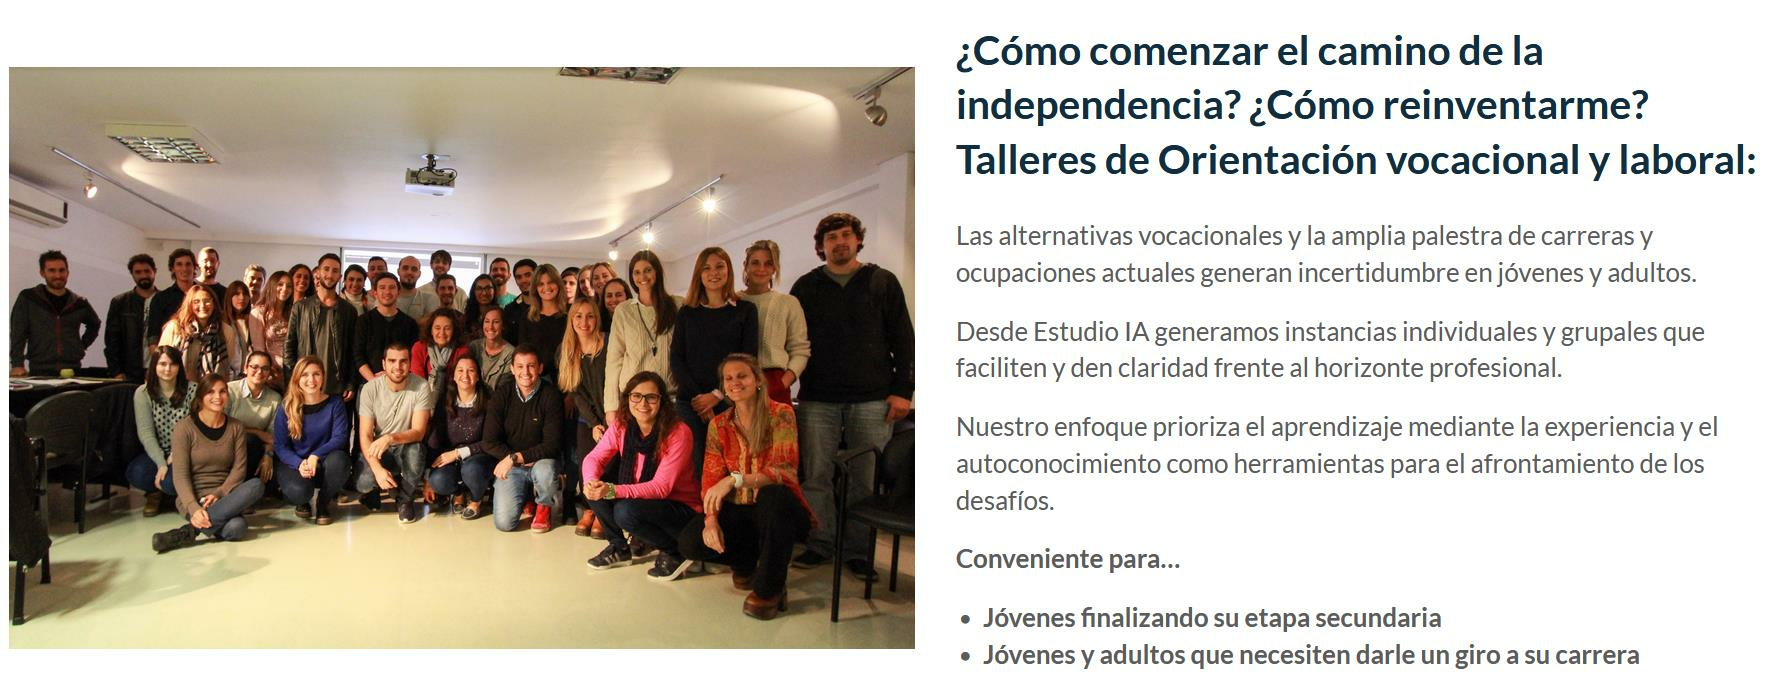 ¿Cómo comenzar el camino de la
independencia? ¿Cómo reinventarme?
Talleres de Orientación vocacional y laboral:
Las alternativas vocacionales y la amplia palestra de carreras y
ocupaciones actuales generan incertidumbre en jóvenes y adultos.
Desde Estudio IA generamos instancias individuales y grupales que
faciliten y den claridad frente al horizonte profesional.
Nuestro enfoque prioriza el aprendizaje mediante la experiencia y el
autoconocimiento como herramientas para el afrontamiento de los
desafíos.
Conveniente para...
• Jóvenes finalizando su etapa secundaria
• Jóvenes y adultos que necesiten darle un giro a su carrera